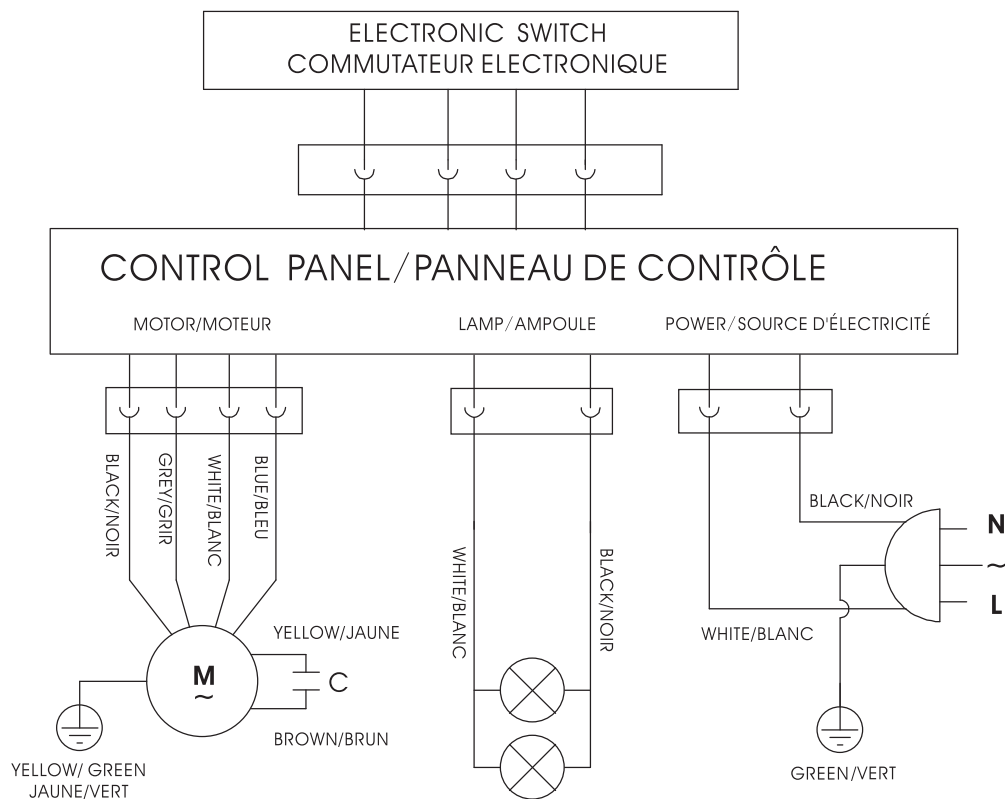 ELECTRONIC SWITCH
COMMUTATEUR ELECTRONIQUE
CONTROL PANEL/PANNEAU DE CONTRÔLE
MOTOR/MOTEUR
LAMP/AMPOULE
POWER/SOURCE D'ÉLECTRICITÉ
BLACK/NOIR
GREY/GRIR
WHITE/BLANC
BLUE/BLEU
WHITE/BLANC
BLACK/NOIR
BLACK/NOIR
N
~
L
WHITE/BLANC
YELLOW/JAUNE
M
~
C
BROWN/BRUN
YELLOW/ GREEN
JAUNE/VERT
GREEN/VERT